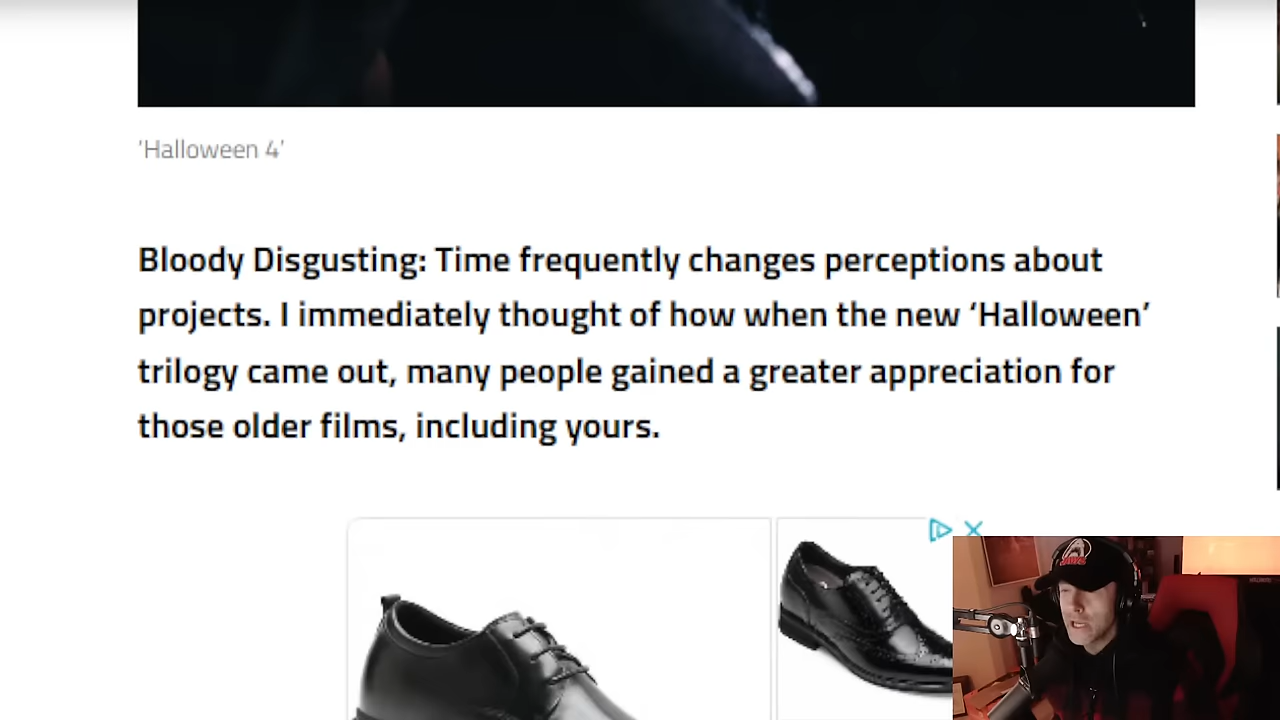 'Halloween 4'
Bloody Disgusting: Time frequently changes perceptions about
projects. I immediately thought of how when the new ‘Halloween’
trilogy came out, many people gained a greater appreciation for
those older films, including yours.